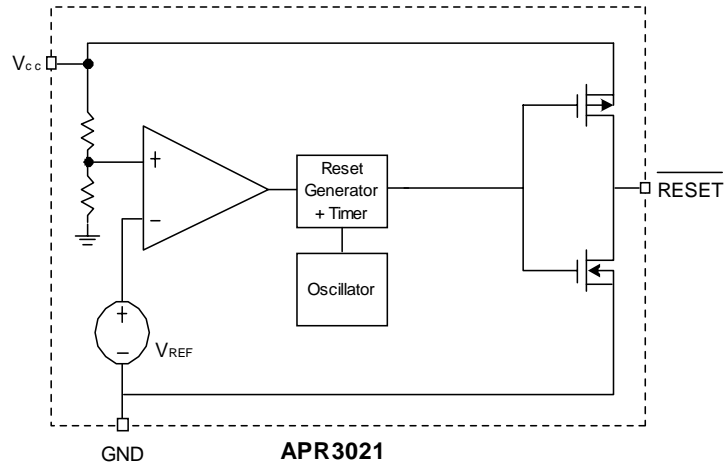 Vcc
+
−
Reset
Generator
+ Timer
RESET
Oscillator
+
−
VREF
GND
APR3021